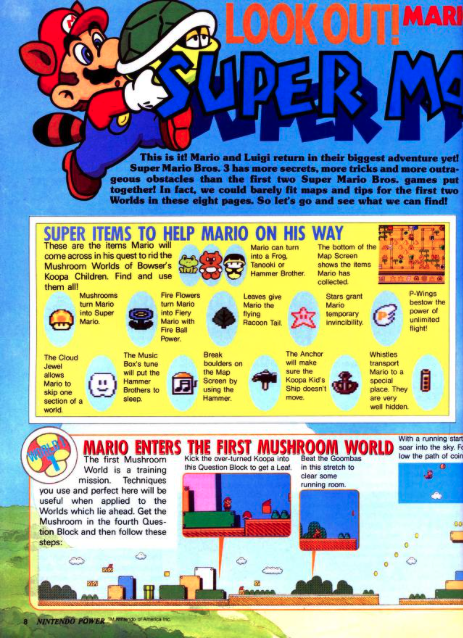 LOOK OUT! MARI
SUPER MA
This is it! Mario and Luigi return in their biggest adventure yet!
Super Mario Bros. 3 has more secrets, more tricks and more outra-
geous obstacles than the first two Super Mario Bros. games put
together! In fact, we could barely fit maps and tips for the first two
Worlds in these eight pages. So let's go and see what we can find!
SUPER ITEMS TO HELP MARIO ON HIS WAY
These are the items Mario will
come across in his quest to rid the
Mushroom Worlds of Bowser's
Koopa Children. Find and use
them all!
Mario can turn
into a Frog,
Tanooki or
Hammer Brother.
The bottom of the
Map Screen
shows the items
Mario has
collected.
Mushrooms
turn Mario
into Super
Mario.
Fire Flowers
turn Mario
into Fiery
Mario with
Fire Ball
Power.
Leaves give
Mario the
flying
Racoon Tail.
Stars grant
Mario
temporary
invincibility.
P-Wings
bestow the
power of
unlimited
flight!
The Cloud
Jewel
allows
Mario to
skip one
section of a
world.
The Music
Box's tune
will put the
Hammer
Brothers to
sleep.
Break
boulders on
the Map
Screen by
using the
Hammer.
The Anchor
will make
sure the
Koopa Kid's
Ship doesn't
move.
Whistles
transport
Mario to a
special
place. They
are very
well hidden.
WORLD
1
MARIO ENTERS THE FIRST MUSHROOM WORLD
The first Mushroom
World is a training
mission. Techniques
you use and perfect here will be
useful when applied to the
Worlds which lie ahead. Get the
Mushroom in the fourth Ques-
tion Block and then follow these
steps:
Kick the over-turned Koopa into
this Question Block to get a Leaf.
Beat the Goombas
in this stretch to
clear some
running room.
With a running start
soar into the sky. Fo
low the path of coin
8 NINTENDO POWER TM Nintendo of America Inc.